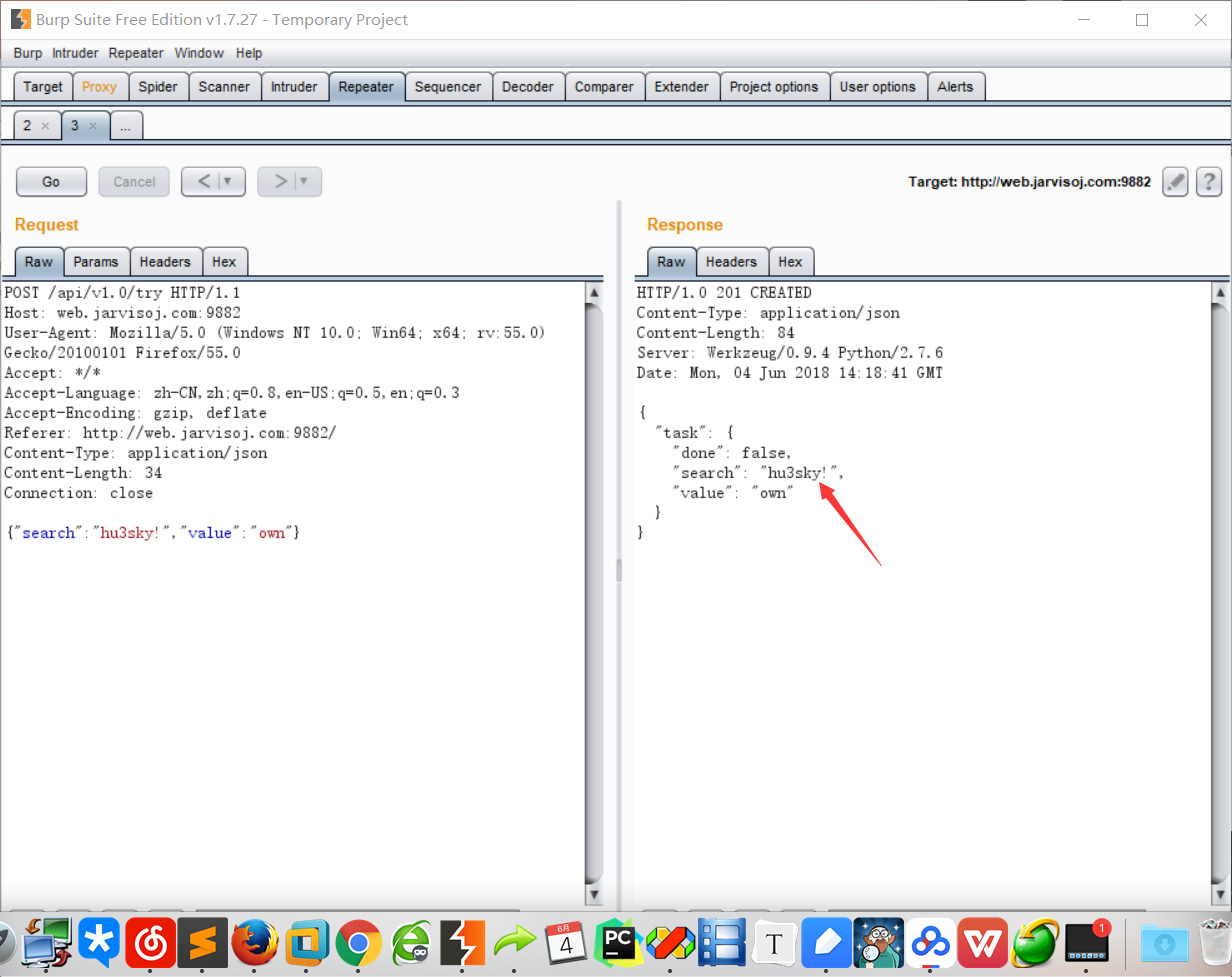 Burp Suite Free Edition v1.7.27 - Temporary Project
Burp Intruder Repeater Window Help
Target Proxy Spider Scanner Intruder Repeater Sequencer Decoder Comparer Extender Project options User options Alerts
2 × 3 × ...
Go Cancel < > Target: http://web.jarvisoj.com:9882 ?
Request
Raw Params Headers Hex
POST /api/v1.0/try HTTP/1.1
Host: web.jarvisoj.com:9882
User-Agent: Mozilla/5.0 (Windows NT 10.0; Win64; x64; rv:55.0)
Gecko/20100101 Firefox/55.0
Accept: */*
Accept-Language: zh-CN,zh;q=0.8,en-US;q=0.5,en;q=0.3
Accept-Encoding: gzip, deflate
Referer: http://web.jarvisoj.com:9882/
Content-Type: application/json
Content-Length: 34
Connection: close
{"search":"hu3sky!","value":"own"}
Response
Raw Headers Hex
HTTP/1.0 201 CREATED
Content-Type: application/json
Content-Length: 84
Server: Werkzeug/0.9.4 Python/2.7.6
Date: Mon, 04 Jun 2018 14:18:41 GMT
{
"task": {
"done": false,
"search": "hu3sky!",
"value": "own"
}
}
6月
4
PC
T
W
1